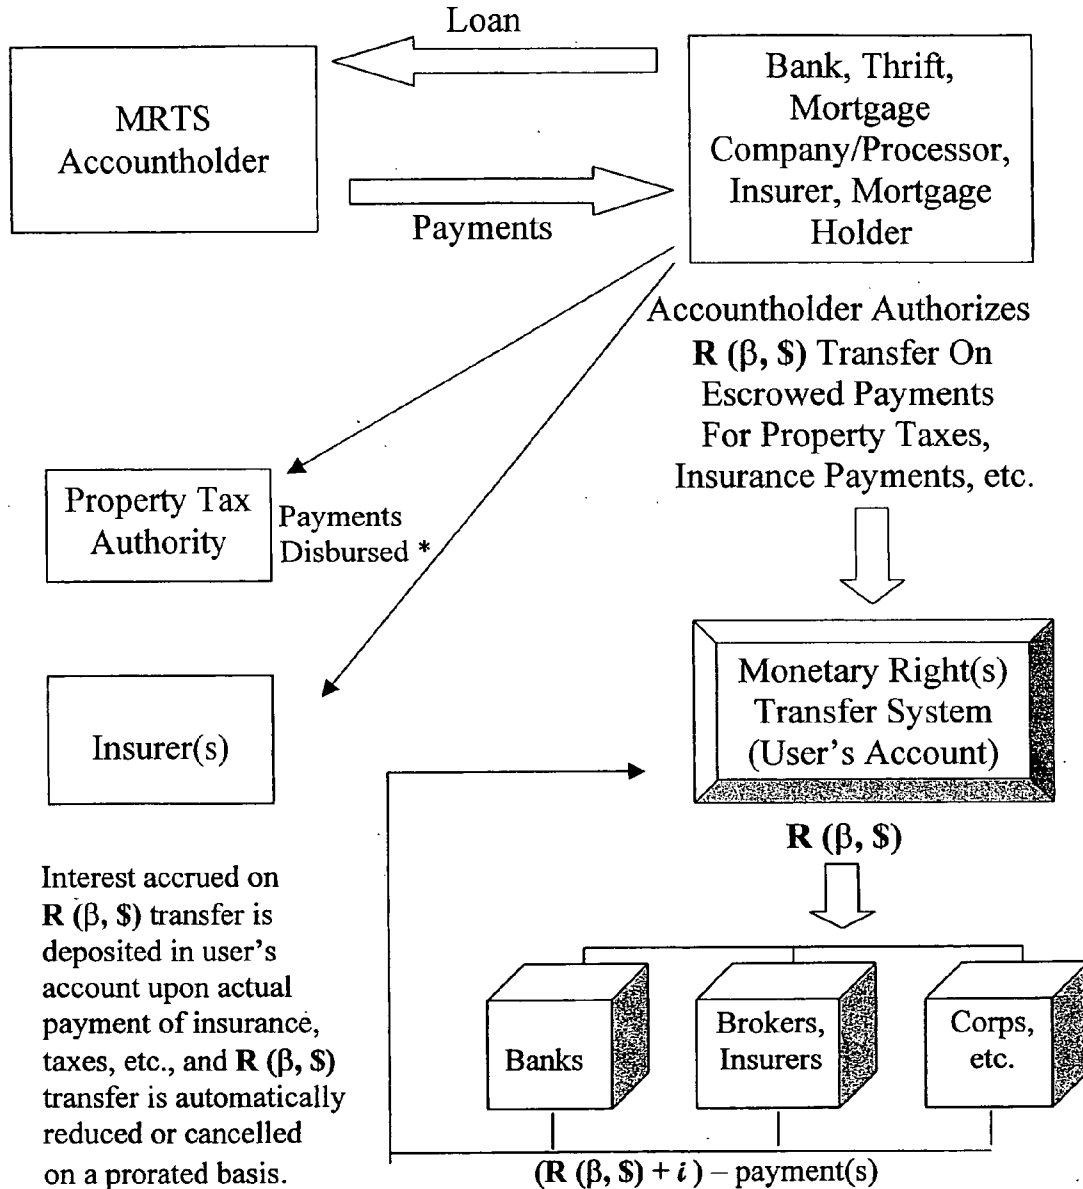 Loan
MRTS
Accountholder
Bank, Thrift,
Mortgage
Company/Processor,
Insurer, Mortgage
Holder
Payments
Accountholder Authorizes
R (β, $) Transfer On
Escrowed Payments
For Property Taxes,
Insurance Payments, etc.
Property Tax
Authority
Payments
Disbursed *
Monetary Right(s)
Transfer System
(User's Account)
Insurer(s)
R (β, $)
Interest accrued on
R (β, $) transfer is
deposited in user's
account upon actual
payment of insurance,
taxes, etc., and R (β, $)
transfer is automatically
reduced or cancelled
on a prorated basis.
Banks
Brokers,
Insurers
Corps,
etc.
(R (β, $) + i ) – payment(s)